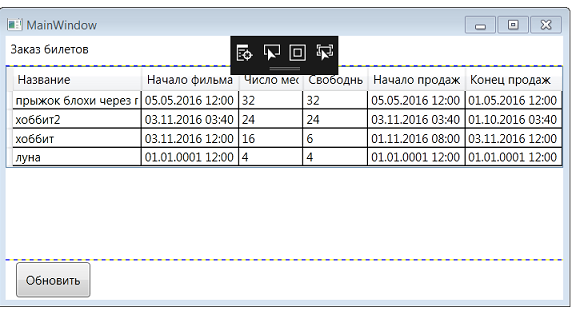 MainWindow
Заказ билетов
Название Начало фильма Число мес Свободнь Начало продаж Конец продаж
прыжок блохи через г 05.05.2016 12:00 32 32 05.05.2016 12:00 01.05.2016 12:00
хоббит2 03.11.2016 03:40 24 24 03.11.2016 03:40 01.10.2016 03:40
хоббит 03.11.2016 12:00 16 6 01.11.2016 08:00 03.11.2016 12:00
луна 01.01.0001 12:00 4 4 01.01.0001 12:00 01.01.0001 12:00
Обновить